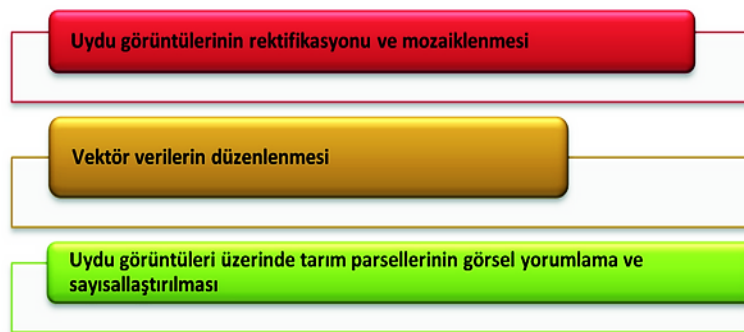 Uydu görüntülerinin rektifikasyonu ve mozaiklenmesi
Vektör verilerin düzenlenmesi
Uydu görüntüleri üzerinde tarım parsellerinin görsel yorumlama ve
sayısallaştırılması